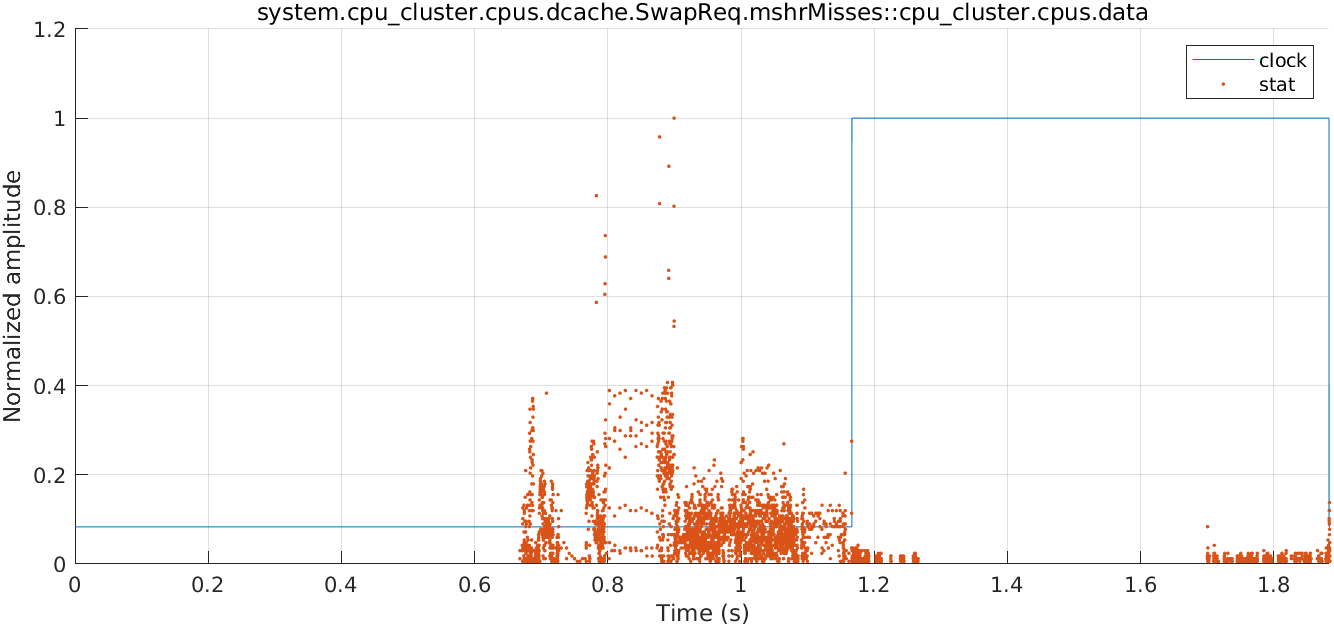 system.cpu_cluster.cpus.dcache.SwapReq.mshrMisses::cpu_cluster.cpus.data
1.2
1
0.8
0.6
0.4
0.2
0
Normalized amplitude
clock
stat
0 0.2 0.4 0.6 0.8 1 1.2 1.4 1.6 1.8
Time (s)